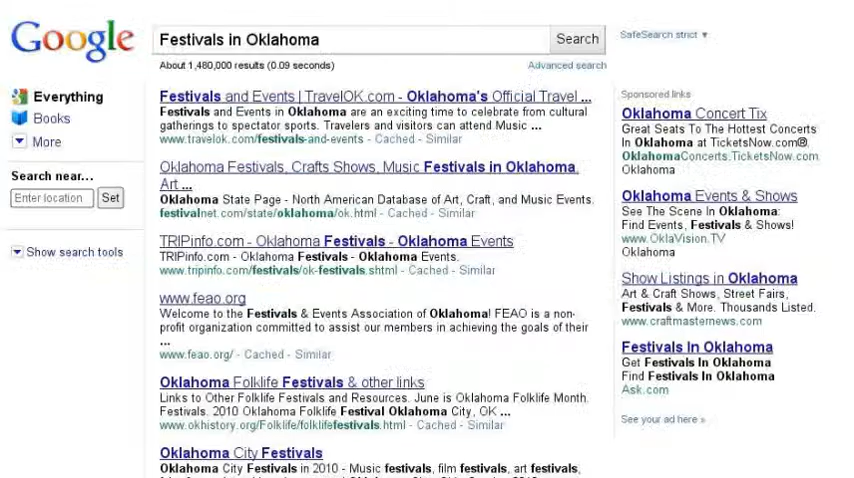 Google
Festivals in Oklahoma
Search
SafeSearch strict ▼
About 1,480,000 results (0.09 seconds)
Advanced search
Everything
Books
More
Search near...
Enter location
Set
Show search tools
Festivals and Events | TravelOK.com - Oklahoma's Official Travel ...
Festivals and Events in Oklahoma are an exciting time to celebrate from cultural
gatherings to spectator sports. Travelers and visitors can attend Music ...
www.travelok.com/festivals-and-events - Cached - Similar
Oklahoma Festivals, Crafts Shows, Music Festivals in Oklahoma,
Art ...
Oklahoma State Page - North American Database of Art, Craft, and Music Events.
festivalnet.com/state/oklahoma/ok.html - Cached - Similar
TRIPinfo.com - Oklahoma Festivals - Oklahoma Events
TRIPinfo.com - Oklahoma Festivals - Oklahoma Events.
www.tripinfo.com/festivals/ok-festivals.shtml - Cached - Similar
www.feao.org
Welcome to the Festivals & Events Association of Oklahoma! FEAO is a non-
profit organization committed to assist our members in achieving the goals of their
...
www.feao.org/ - Cached - Similar
Oklahoma Folklife Festivals & other links
Links to Other Folklife Festivals and Resources. June is Oklahoma Folklife Month.
Festivals. 2010 Oklahoma Folklife Festival Oklahoma City, OK ...
www.okhistory.org/Folklife/folklifefestivals.html - Cached - Similar
Oklahoma City Festivals
Oklahoma City Festivals in 2010 - Music festivals, film festivals, art festivals,
Sponsored links
Oklahoma Concert Tix
Great Seats To The Hottest Concerts
In Oklahoma at TicketsNow.com®.
OklahomaConcerts.TicketsNow.com
Oklahoma
Oklahoma Events & Shows
See The Scene In Oklahoma:
Find Events, Festivals & Shows!
www.OklaVision.TV
Oklahoma
Show Listings in Oklahoma
Art & Craft Shows, Street Fairs,
Festivals & More. Thousands Listed.
www.craftmasternews.com
Festivals In Oklahoma
Get Festivals In Oklahoma
Find Festivals In Oklahoma
Ask.com
See your ad here »